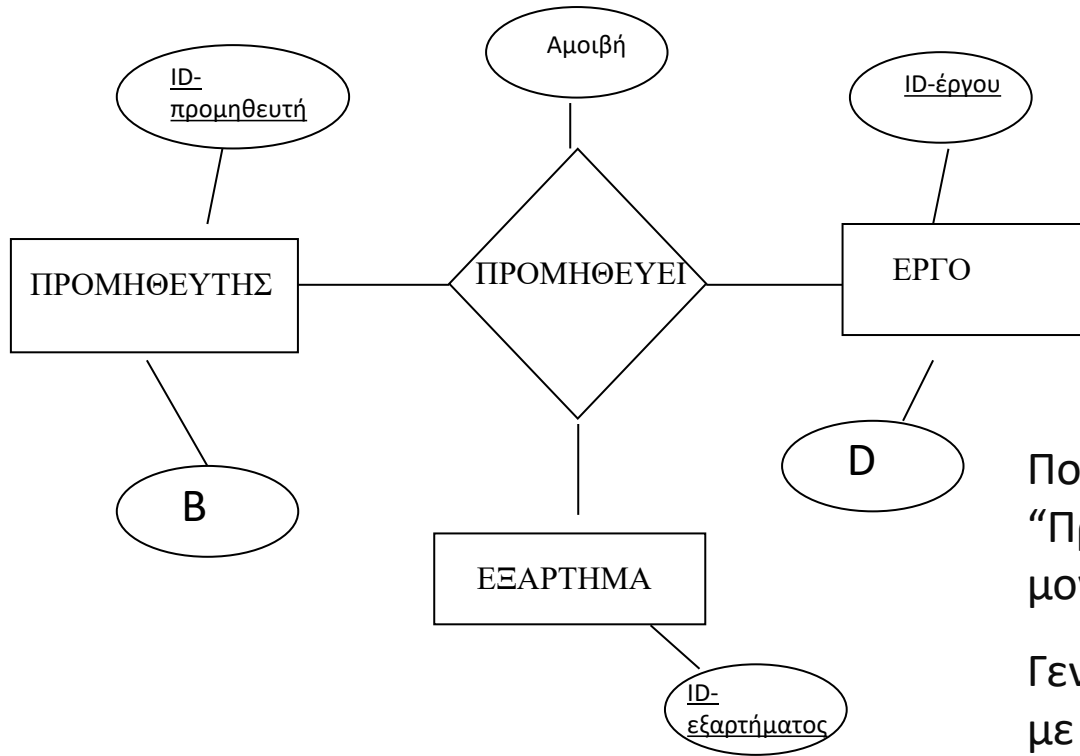 Αμοιβή
ID-
προμηθευτή
ID-έργου
ΠΡΟΜΗΘΕΥΤΗΣ
ΠΡΟΜΗΘΕΥΕΙ
ΕΡΓΟ
B
D
ΕΞΑΡΤΗΜΑ
ID-
εξαρτήματος